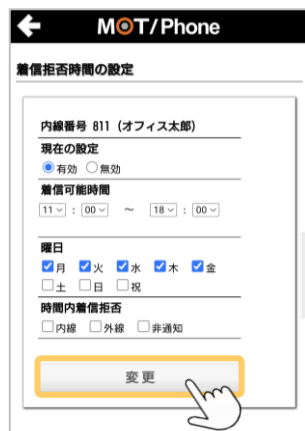 MOT/Phone
着信拒否時間の設定
内線番号 811（オフィス太郎）
現在の設定
有効 無効
着信可能時間
11 : 00 ～ 18 : 00
曜日
月 火 水 木 金
土 日 祝
時間内着信拒否
内線 外線 非通知
変更